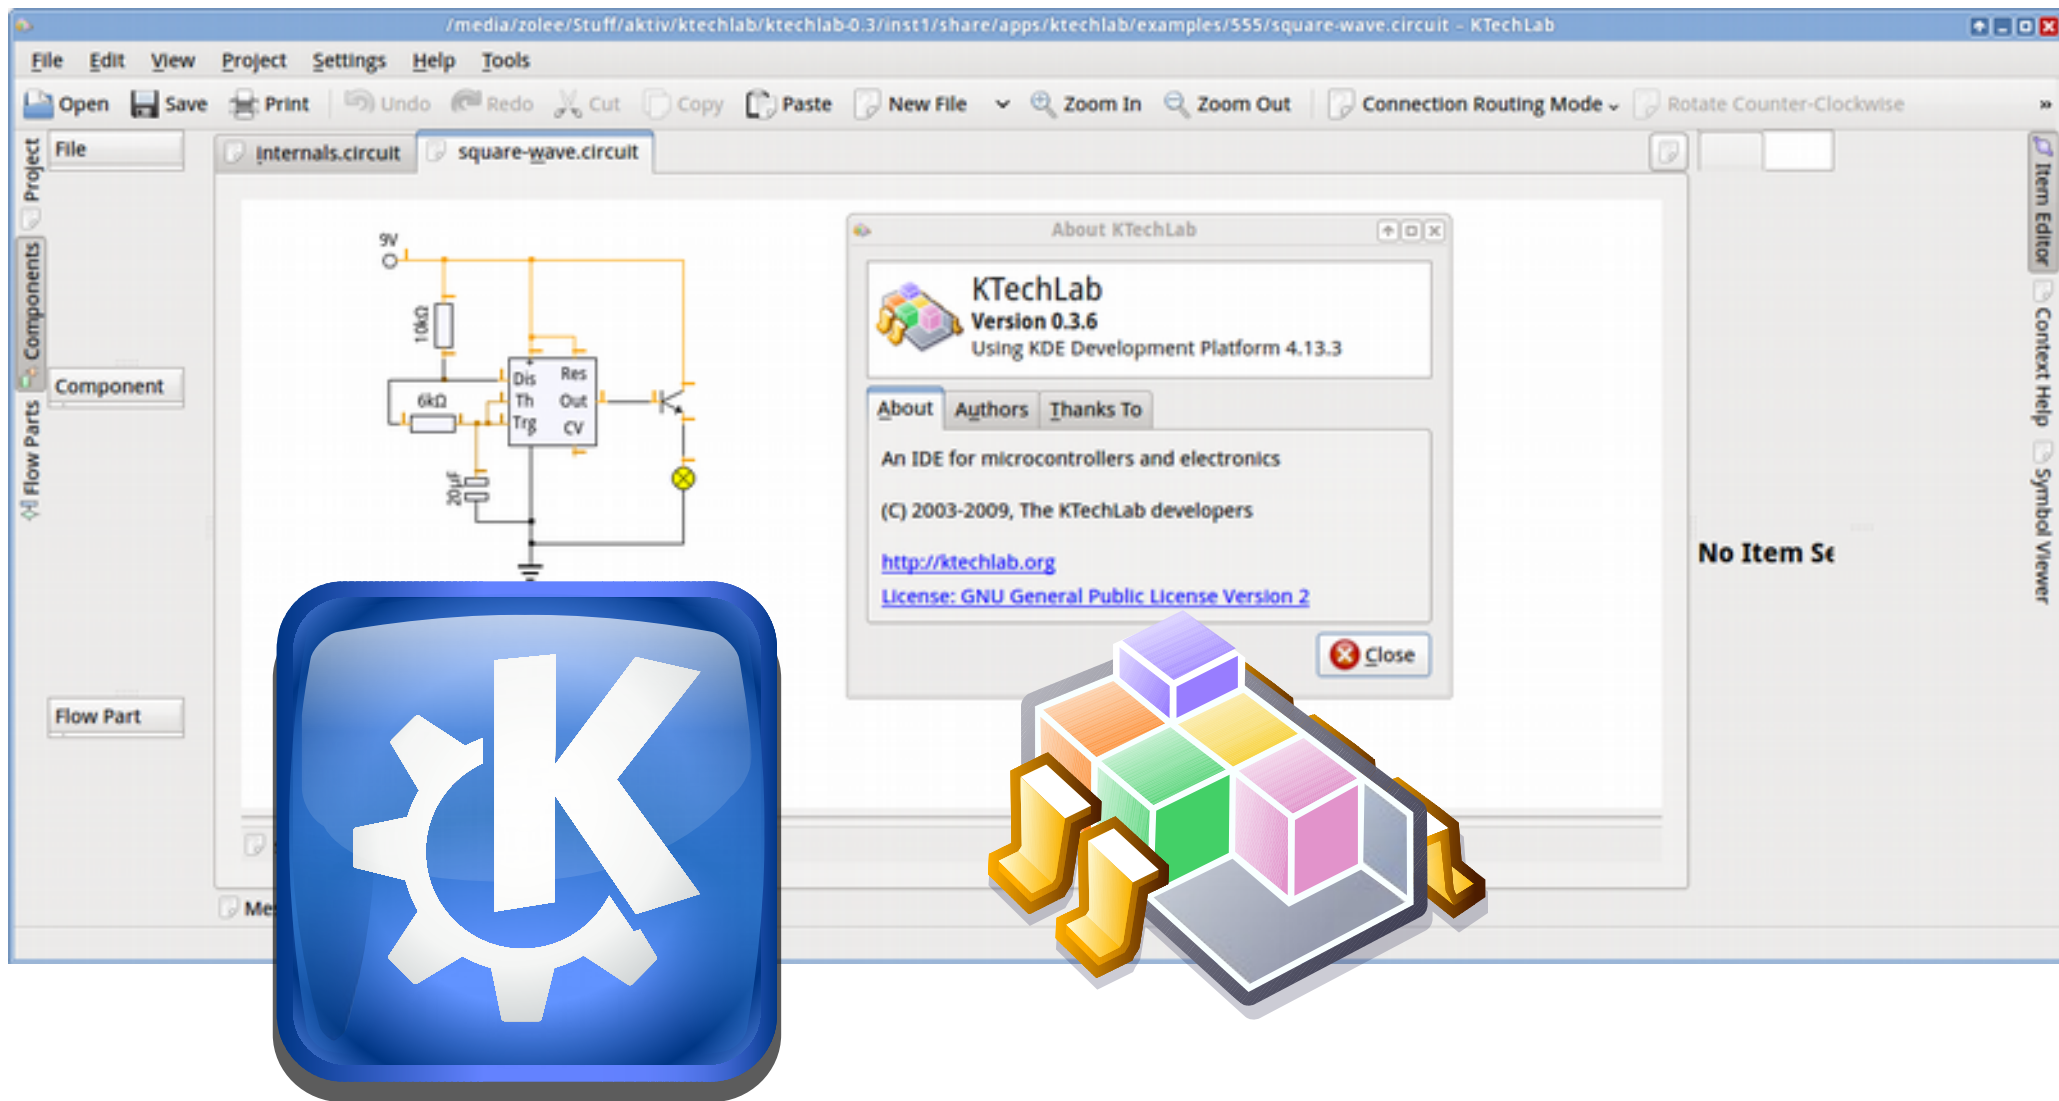 /media/zolee/Stuff/aktiv/ktechlab/ktechlab-0.3/inst1/share/apps/ktechlab/examples/555/square-wave.circuit – KTechLab
File Edit View Project Settings Help Tools
Open Save Print Undo Redo Cut Copy Paste New File Zoom In Zoom Out Connection Routing Mode Rotate Counter-Clockwise »
Project
Components
Flow Parts
File
Component
Flow Part
internals.circuit square-wave.circuit
9V
10kΩ
6kΩ
20µF
Dis Res
Th Out
Trg CV
About KTechLab
KTechLab
Version 0.3.6
Using KDE Development Platform 4.13.3
About Authors Thanks To
An IDE for microcontrollers and electronics
(C) 2003-2009, The KTechLab developers
http://ktechlab.org
License: GNU General Public License Version 2
Close
No Item Se
Item Editor
Context Help
Symbol Viewer
Me
K